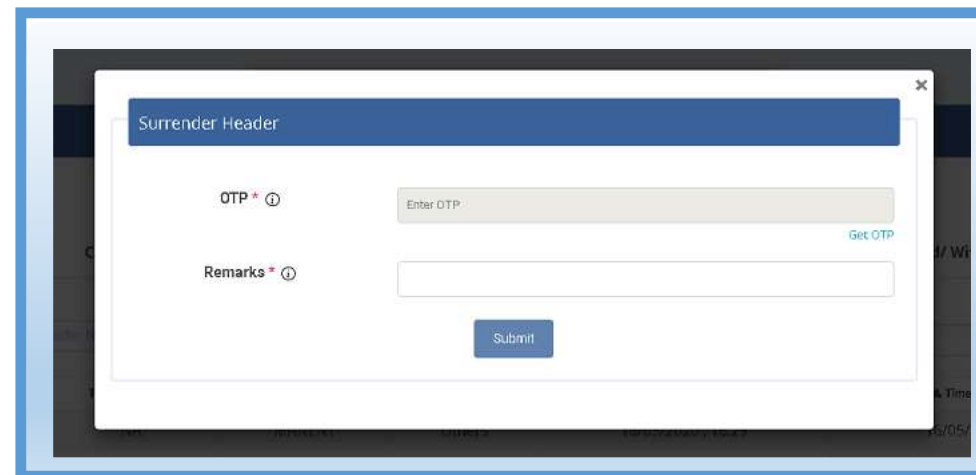 ×
Surrender Header
OTP * ⓘ
Enter OTP
Get OTP
Remarks * ⓘ
Submit